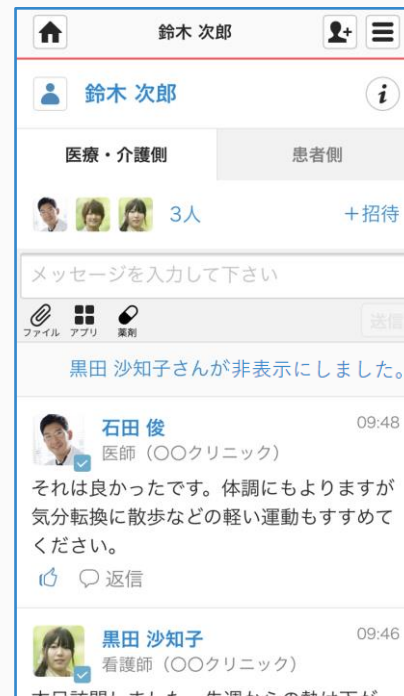 鈴木 次郎
鈴木 次郎
i
医療・介護側 患者側
3人 +招待
メッセージを入力して下さい
ファイル アプリ 薬剤 送信
黒田 沙知子さんが非表示にしました。
石田 俊 09:48
医師（〇〇クリニック）
それは良かったです。体調にもよりますが
気分転換に散歩などの軽い運動もすすめて
ください。
返信
黒田 沙知子 09:46
看護師（〇〇クリニック）